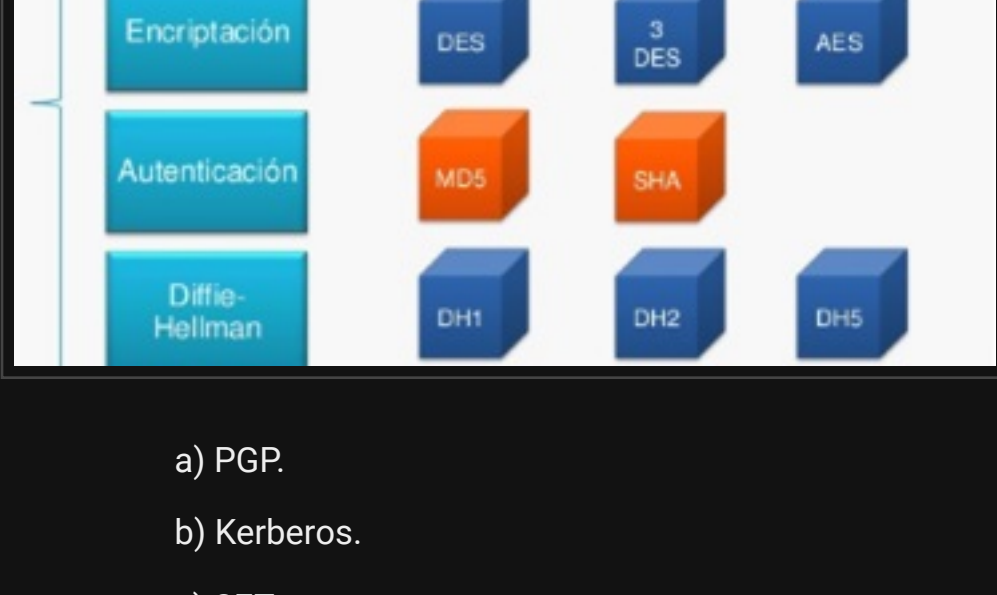 Encriptación
DES
3
DES
AES
Autenticación
MD5
SHA
Diffie-
Hellman
DH1
DH2
DH5
a) PGP.
b) Kerberos.